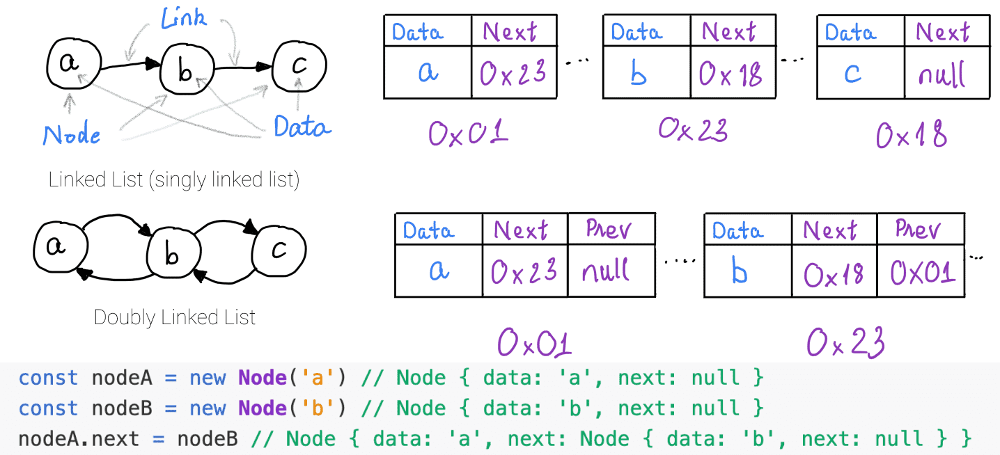 Link
a b c
Node Data
Linked List (singly linked list)
Data Next
a 0x23
0x01
...
Data Next
b 0x18
0x23
...
Data Next
c null
0x18
a b c
Doubly Linked List
Data Next Prev
a 0x23 null
0x01
....
Data Next Prev
b 0x18 0X01
0x23
...
const nodeA = new Node('a') // Node { data: 'a', next: null }
const nodeB = new Node('b') // Node { data: 'b', next: null }
nodeA.next = nodeB // Node { data: 'a', next: Node { data: 'b', next: null } }